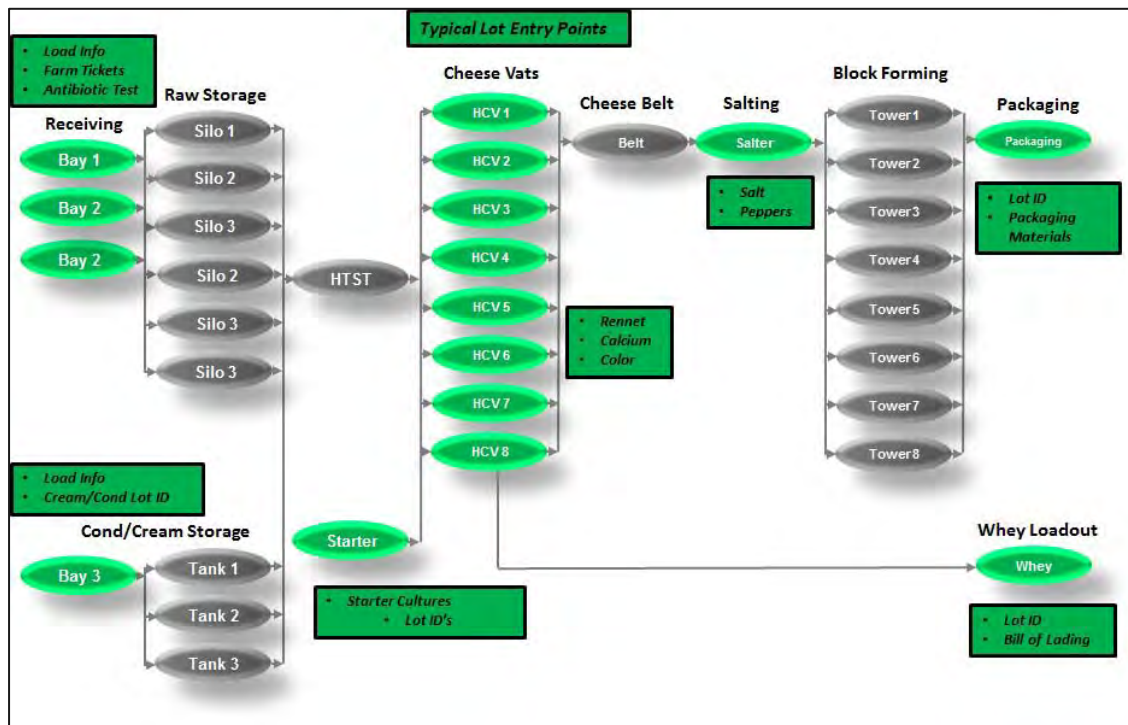 Typical Lot Entry Points
• Load Info
• Farm Tickets
• Antibiotic Test
Receiving
Bay 1
Bay 2
Bay 2
Raw Storage
Silo 1
Silo 2
Silo 3
Silo 2
Silo 3
Silo 3
HTST
Cheese Vats
HCV 1
HCV 2
HCV 3
HCV 4
HCV 5
HCV 6
HCV 7
HCV 8
• Rennet
• Calcium
• Color
Cheese Belt
Belt
Salting
Salter
• Salt
• Peppers
Block Forming
Tower1
Tower2
Tower3
Tower4
Tower5
Tower6
Tower7
Tower8
Packaging
Packaging
• Lot ID
• Packaging
Materials
• Load Info
• Cream/Cond Lot ID
Cond/Cream Storage
Bay 3
Tank 1
Tank 2
Tank 3
Starter
• Starter Cultures
• Lot ID's
Whey Loadout
Whey
• Lot ID
• Bill of Lading